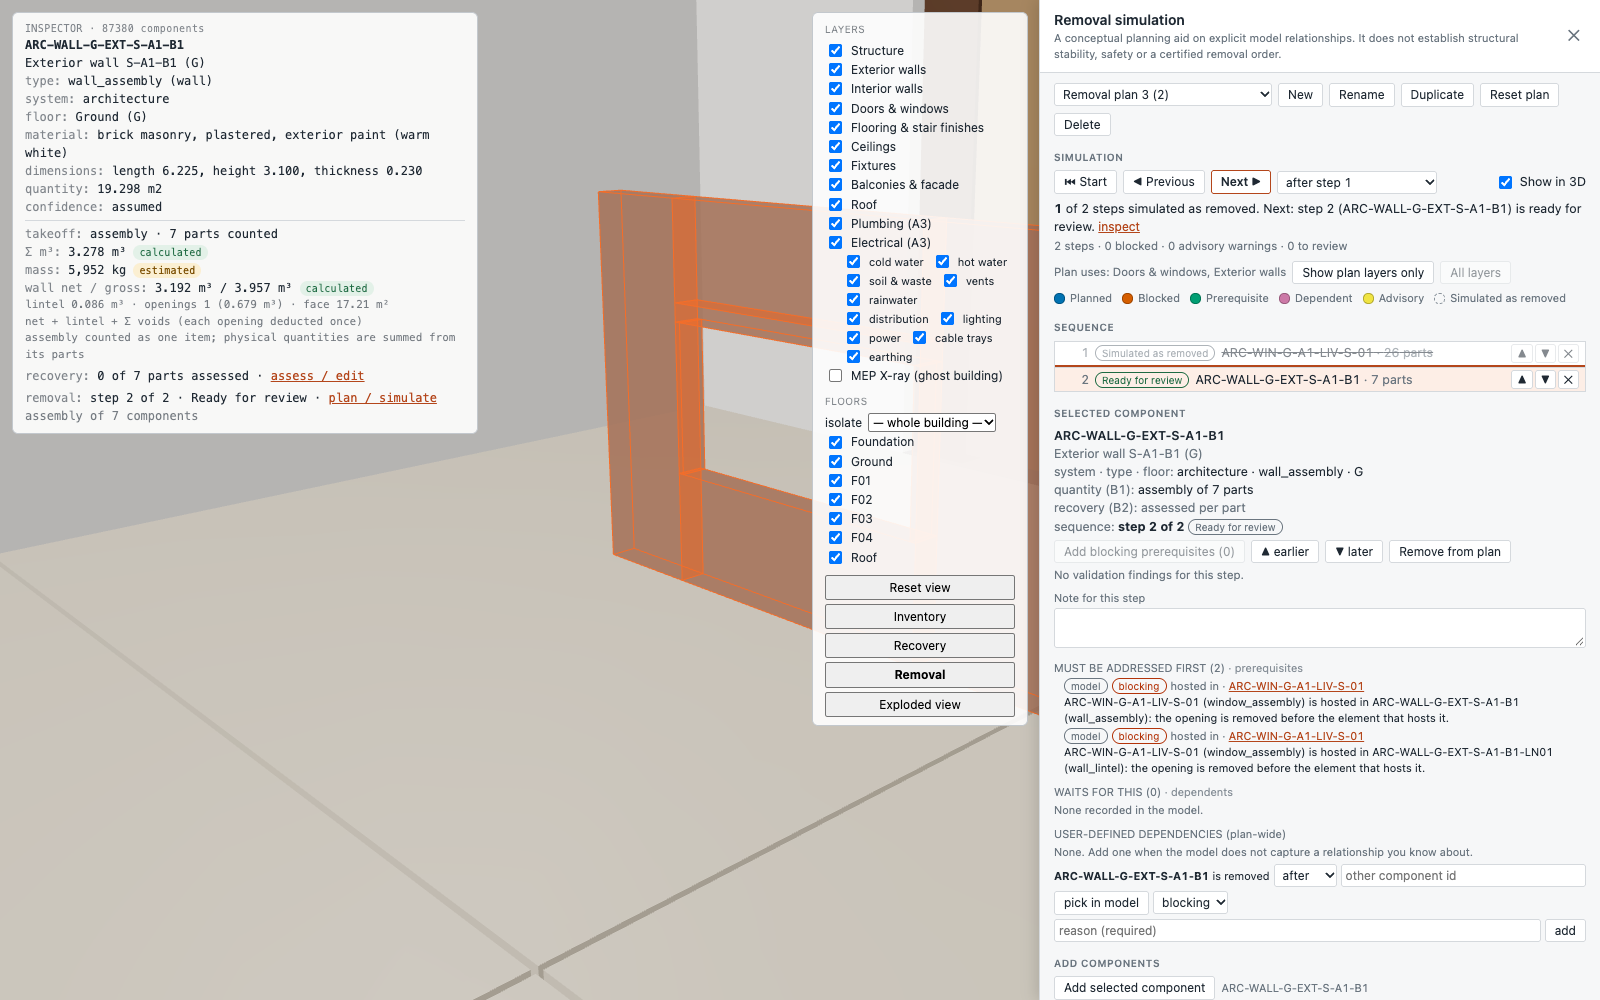 INSPECTOR · 87380 components
ARC-WALL-G-EXT-S-A1-B1
Exterior wall S-A1-B1 (G)
type: wall_assembly (wall)
system: architecture
floor: Ground (G)
material: brick masonry, plastered, exterior paint (warm
white)
dimensions: length 6.225, height 3.100, thickness 0.230
quantity: 19.298 m2
confidence: assumed
takeoff: assembly · 7 parts counted
Σ m³: 3.278 m³ calculated
mass: 5,952 kg estimated
wall net / gross: 3.192 m³ / 3.957 m³ calculated
lintel 0.086 m³ · openings 1 (0.679 m³) · face 17.21 m²
net + lintel + Σ voids (each opening deducted once)
assembly counted as one item; physical quantities are summed from
its parts
recovery: 0 of 7 parts assessed · assess / edit
removal: step 2 of 2 · Ready for review · plan / simulate
assembly of 7 components
LAYERS
Structure
Exterior walls
Interior walls
Doors & windows
Flooring & stair finishes
Ceilings
Fixtures
Balconies & facade
Roof
Plumbing (A3)
Electrical (A3)
cold water hot water
soil & waste vents
rainwater
distribution lighting
power cable trays
earthing
MEP X-ray (ghost building)
FLOORS
isolate — whole building —
Foundation
Ground
F01
F02
F03
F04
Roof
Reset view
Inventory
Recovery
Removal
Exploded view
Removal simulation
A conceptual planning aid on explicit model relationships. It does not establish structural
stability, safety or a certified removal order.
Removal plan 3 (2) New Rename Duplicate Reset plan
Delete
SIMULATION
⏮ Start ◀ Previous Next ▶ after step 1 Show in 3D
1 of 2 steps simulated as removed. Next: step 2 (ARC-WALL-G-EXT-S-A1-B1) is ready for
review. inspect
2 steps · 0 blocked · 0 advisory warnings · 0 to review
Plan uses: Doors & windows, Exterior walls Show plan layers only All layers
Planned Blocked Prerequisite Dependent Advisory Simulated as removed
SEQUENCE
1 Simulated as removed ARC-WIN-G-A1-LIV-S-01 · 26 parts ▲ ▼ ✕
2 Ready for review ARC-WALL-G-EXT-S-A1-B1 · 7 parts ▲ ▼ ✕
SELECTED COMPONENT
ARC-WALL-G-EXT-S-A1-B1
Exterior wall S-A1-B1 (G)
system · type · floor: architecture · wall_assembly · G
quantity (B1): assembly of 7 parts
recovery (B2): assessed per part
sequence: step 2 of 2 Ready for review
Add blocking prerequisites (0) ▲ earlier ▼ later Remove from plan
No validation findings for this step.
Note for this step
MUST BE ADDRESSED FIRST (2) · prerequisites
model blocking hosted in · ARC-WIN-G-A1-LIV-S-01
ARC-WIN-G-A1-LIV-S-01 (window_assembly) is hosted in ARC-WALL-G-EXT-S-A1-B1
(wall_assembly): the opening is removed before the element that hosts it.
model blocking hosted in · ARC-WIN-G-A1-LIV-S-01
ARC-WIN-G-A1-LIV-S-01 (window_assembly) is hosted in ARC-WALL-G-EXT-S-A1-B1-LN01
(wall_lintel): the opening is removed before the element that hosts it.
WAITS FOR THIS (0) · dependents
None recorded in the model.
USER-DEFINED DEPENDENCIES (plan-wide)
None. Add one when the model does not capture a relationship you know about.
ARC-WALL-G-EXT-S-A1-B1 is removed after other component id
pick in model blocking
reason (required) add
ADD COMPONENTS
Add selected component ARC-WALL-G-EXT-S-A1-B1